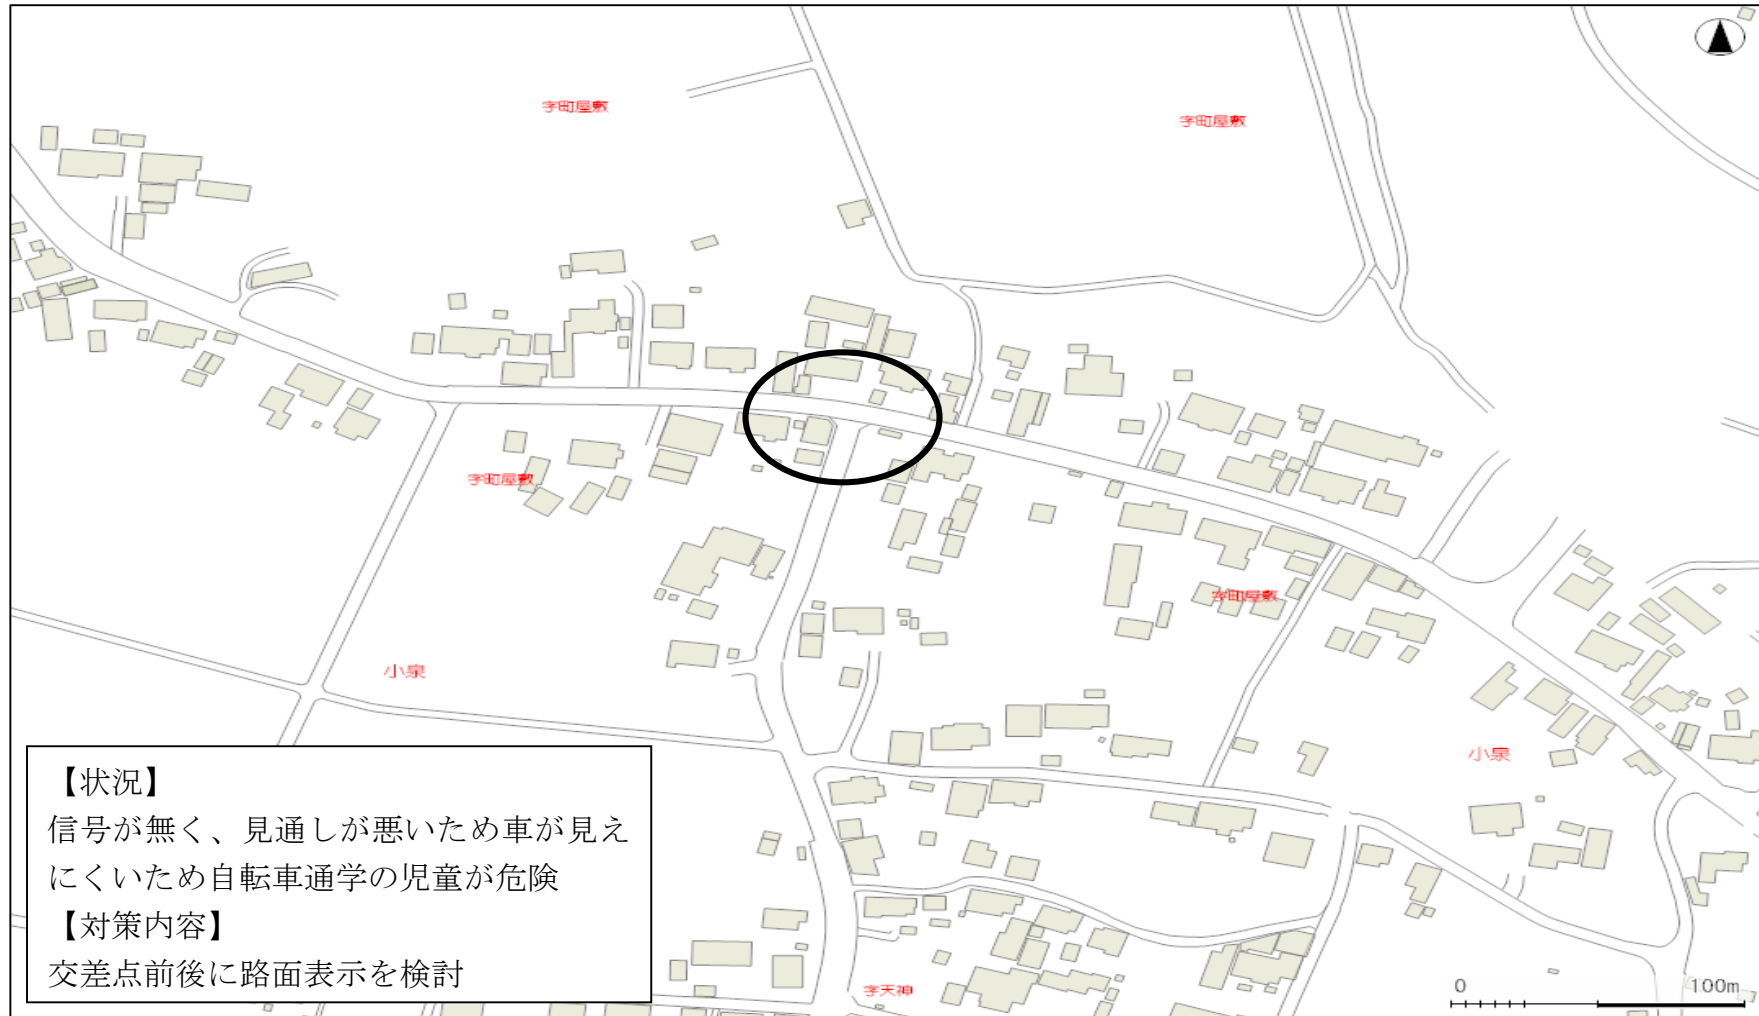 字町屋敷
字町屋敷
字町屋敷
字町屋敷
小泉
小泉
【状況】
信号が無く、見通しが悪いため車が見え
にくいため自転車通学の児童が危険
【対策内容】
交差点前後に路面表示を検討
字天神
0 100m